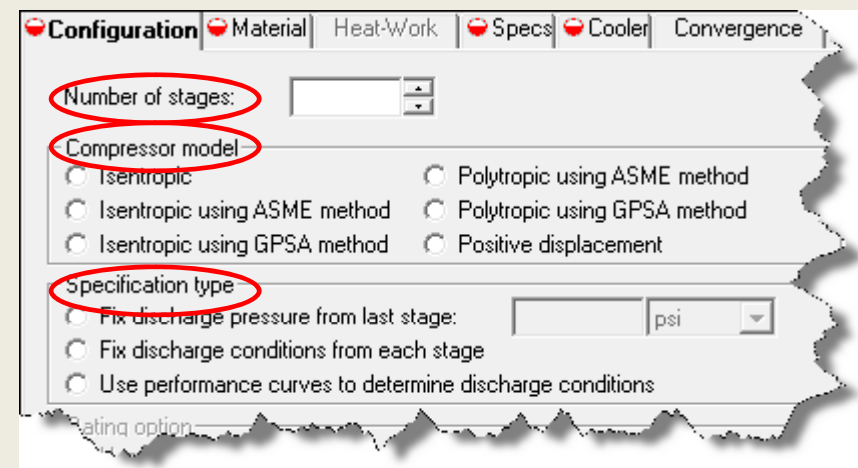 Configuration Material Heat-Work Specs Cooler Convergence
Number of stages:
Compressor model
Isentropic Polytropic using ASME method
Isentropic using ASME method Polytropic using GPSA method
Isentropic using GPSA method Positive displacement
Specification type
Fix discharge pressure from last stage: psi
Fix discharge conditions from each stage
Use performance curves to determine discharge conditions
Rating option